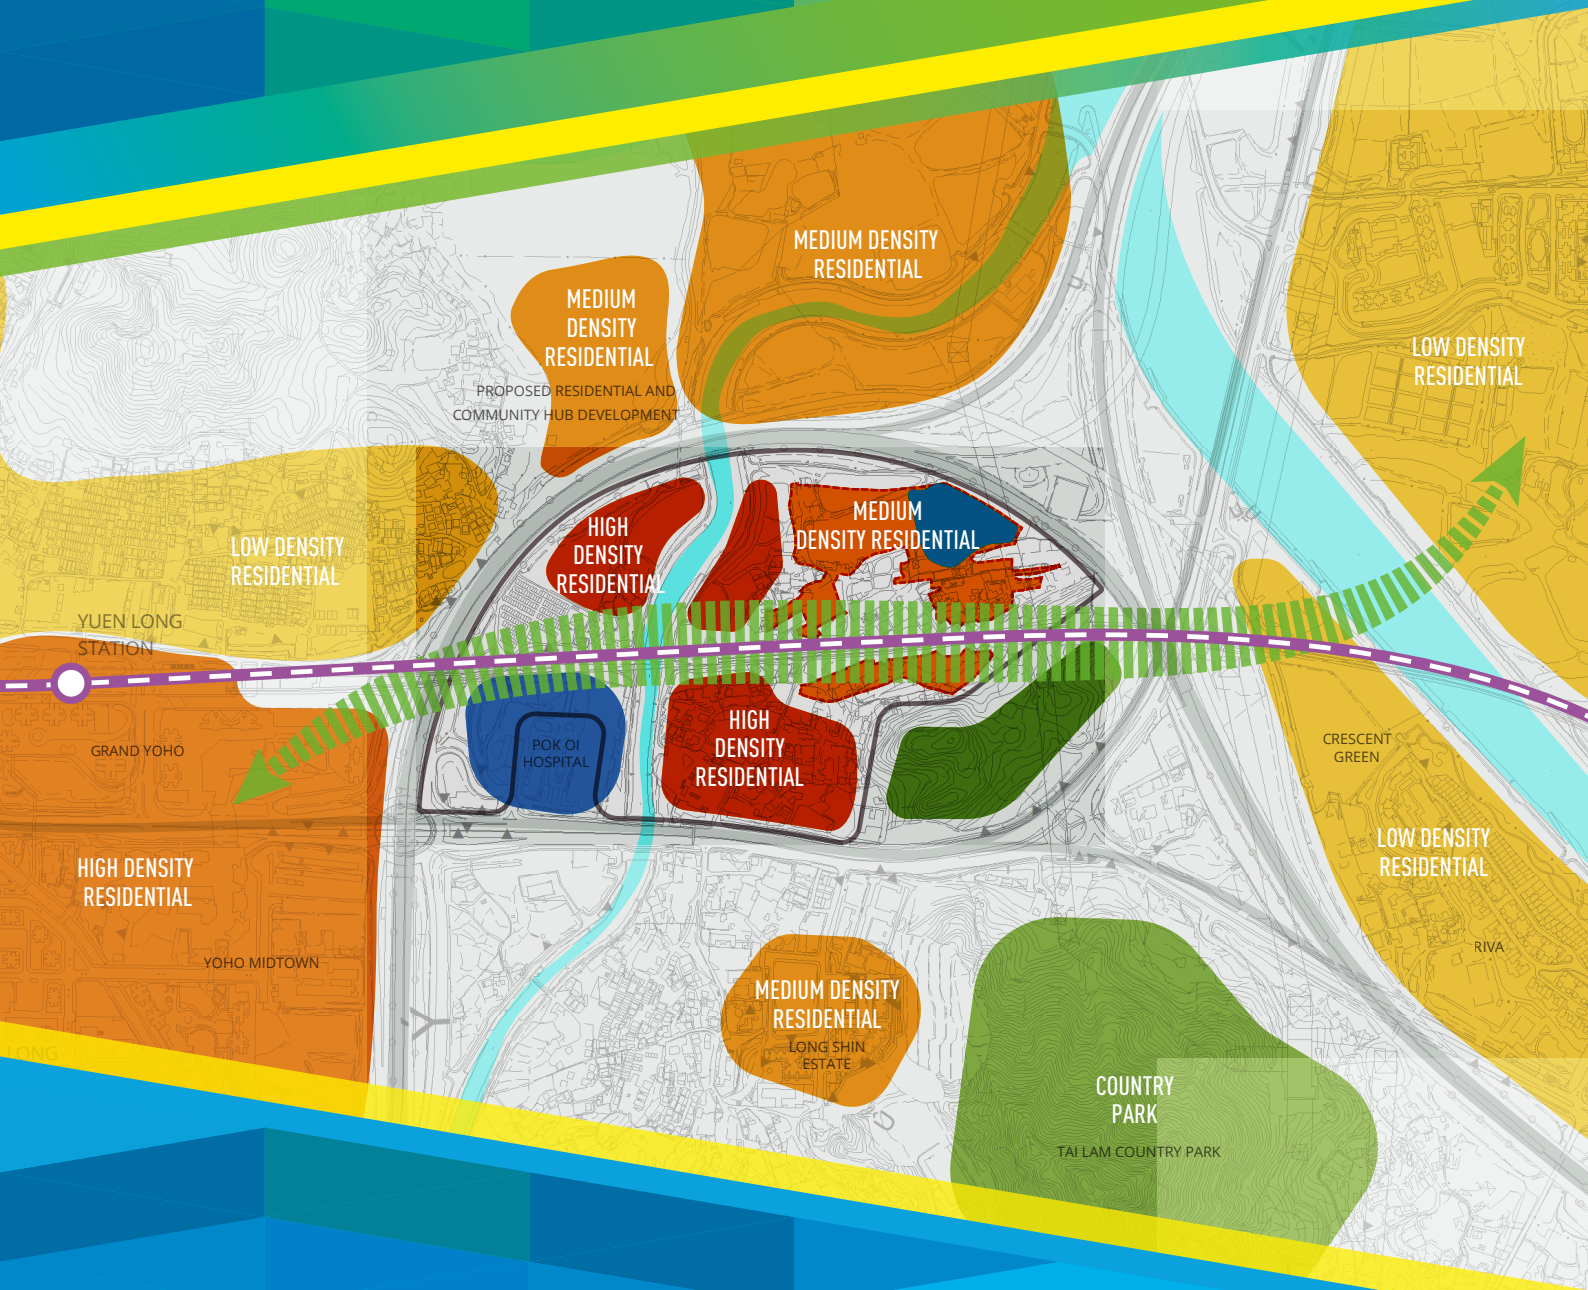 MEDIUM DENSITY
RESIDENTIAL
MEDIUM
DENSITY
RESIDENTIAL
PROPOSED RESIDENTIAL AND
COMMUNITY HUB DEVELOPMENT
LOW DENSITY
RESIDENTIAL
HIGH
DENSITY
RESIDENTIAL
MEDIUM
DENSITY RESIDENTIAL
LOW DENSITY
RESIDENTIAL
YUEN LONG
STATION
GRAND YOHO
POK OI
HOSPITAL
HIGH
DENSITY
RESIDENTIAL
CRESCENT
GREEN
LOW DENSITY
RESIDENTIAL
HIGH DENSITY
RESIDENTIAL
YOHO MIDTOWN
RIVA
MEDIUM DENSITY
RESIDENTIAL
LONG SHIN
ESTATE
LONG
COUNTRY
PARK
TAI LAM COUNTRY PARK